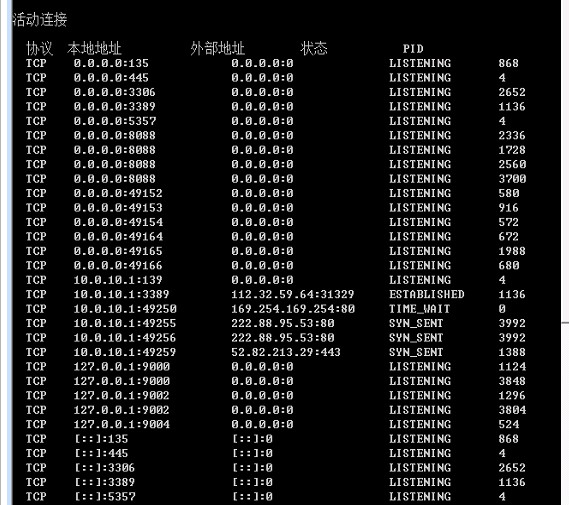 活动连接
协议 本地地址 外部地址 状态 PID
TCP 0.0.0.0:135 0.0.0.0:0 LISTENING 868
TCP 0.0.0.0:445 0.0.0.0:0 LISTENING 4
TCP 0.0.0.0:3306 0.0.0.0:0 LISTENING 2652
TCP 0.0.0.0:3389 0.0.0.0:0 LISTENING 1136
TCP 0.0.0.0:5357 0.0.0.0:0 LISTENING 4
TCP 0.0.0.0:8088 0.0.0.0:0 LISTENING 2336
TCP 0.0.0.0:8088 0.0.0.0:0 LISTENING 1728
TCP 0.0.0.0:8088 0.0.0.0:0 LISTENING 2560
TCP 0.0.0.0:8088 0.0.0.0:0 LISTENING 3700
TCP 0.0.0.0:49152 0.0.0.0:0 LISTENING 580
TCP 0.0.0.0:49153 0.0.0.0:0 LISTENING 916
TCP 0.0.0.0:49154 0.0.0.0:0 LISTENING 572
TCP 0.0.0.0:49164 0.0.0.0:0 LISTENING 672
TCP 0.0.0.0:49165 0.0.0.0:0 LISTENING 1988
TCP 0.0.0.0:49166 0.0.0.0:0 LISTENING 680
TCP 10.0.10.1:139 0.0.0.0:0 LISTENING 4
TCP 10.0.10.1:3389 112.32.59.64:31329 ESTABLISHED 1136
TCP 10.0.10.1:49250 169.254.169.254:80 TIME_WAIT 0
TCP 10.0.10.1:49255 222.88.95.53:80 SYN_SENT 3992
TCP 10.0.10.1:49256 222.88.95.53:80 SYN_SENT 3992
TCP 10.0.10.1:49259 52.82.213.29:443 SYN_SENT 1388
TCP 127.0.0.1:9000 0.0.0.0:0 LISTENING 1124
TCP 127.0.0.1:9000 0.0.0.0:0 LISTENING 3848
TCP 127.0.0.1:9002 0.0.0.0:0 LISTENING 1296
TCP 127.0.0.1:9002 0.0.0.0:0 LISTENING 3804
TCP 127.0.0.1:9004 0.0.0.0:0 LISTENING 524
TCP [::]:135 [::]:0 LISTENING 868
TCP [::]:445 [::]:0 LISTENING 4
TCP [::]:3306 [::]:0 LISTENING 2652
TCP [::]:3389 [::]:0 LISTENING 1136
TCP [::]:5357 [::]:0 LISTENING 4